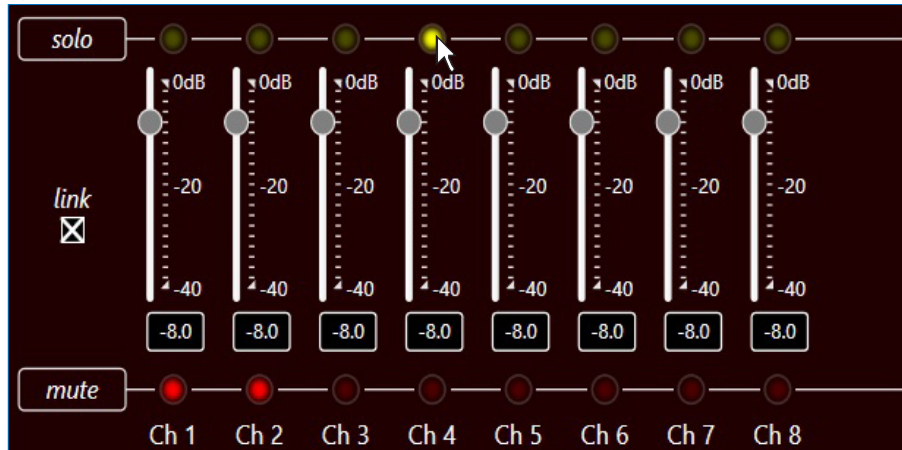 solo
0dB 0dB 0dB 0dB 0dB 0dB 0dB 0dB
link
-20 -20 -20 -20 -20 -20 -20 -20
-40 -40 -40 -40 -40 -40 -40 -40
-8.0 -8.0 -8.0 -8.0 -8.0 -8.0 -8.0 -8.0
mute
Ch 1 Ch 2 Ch 3 Ch 4 Ch 5 Ch 6 Ch 7 Ch 8